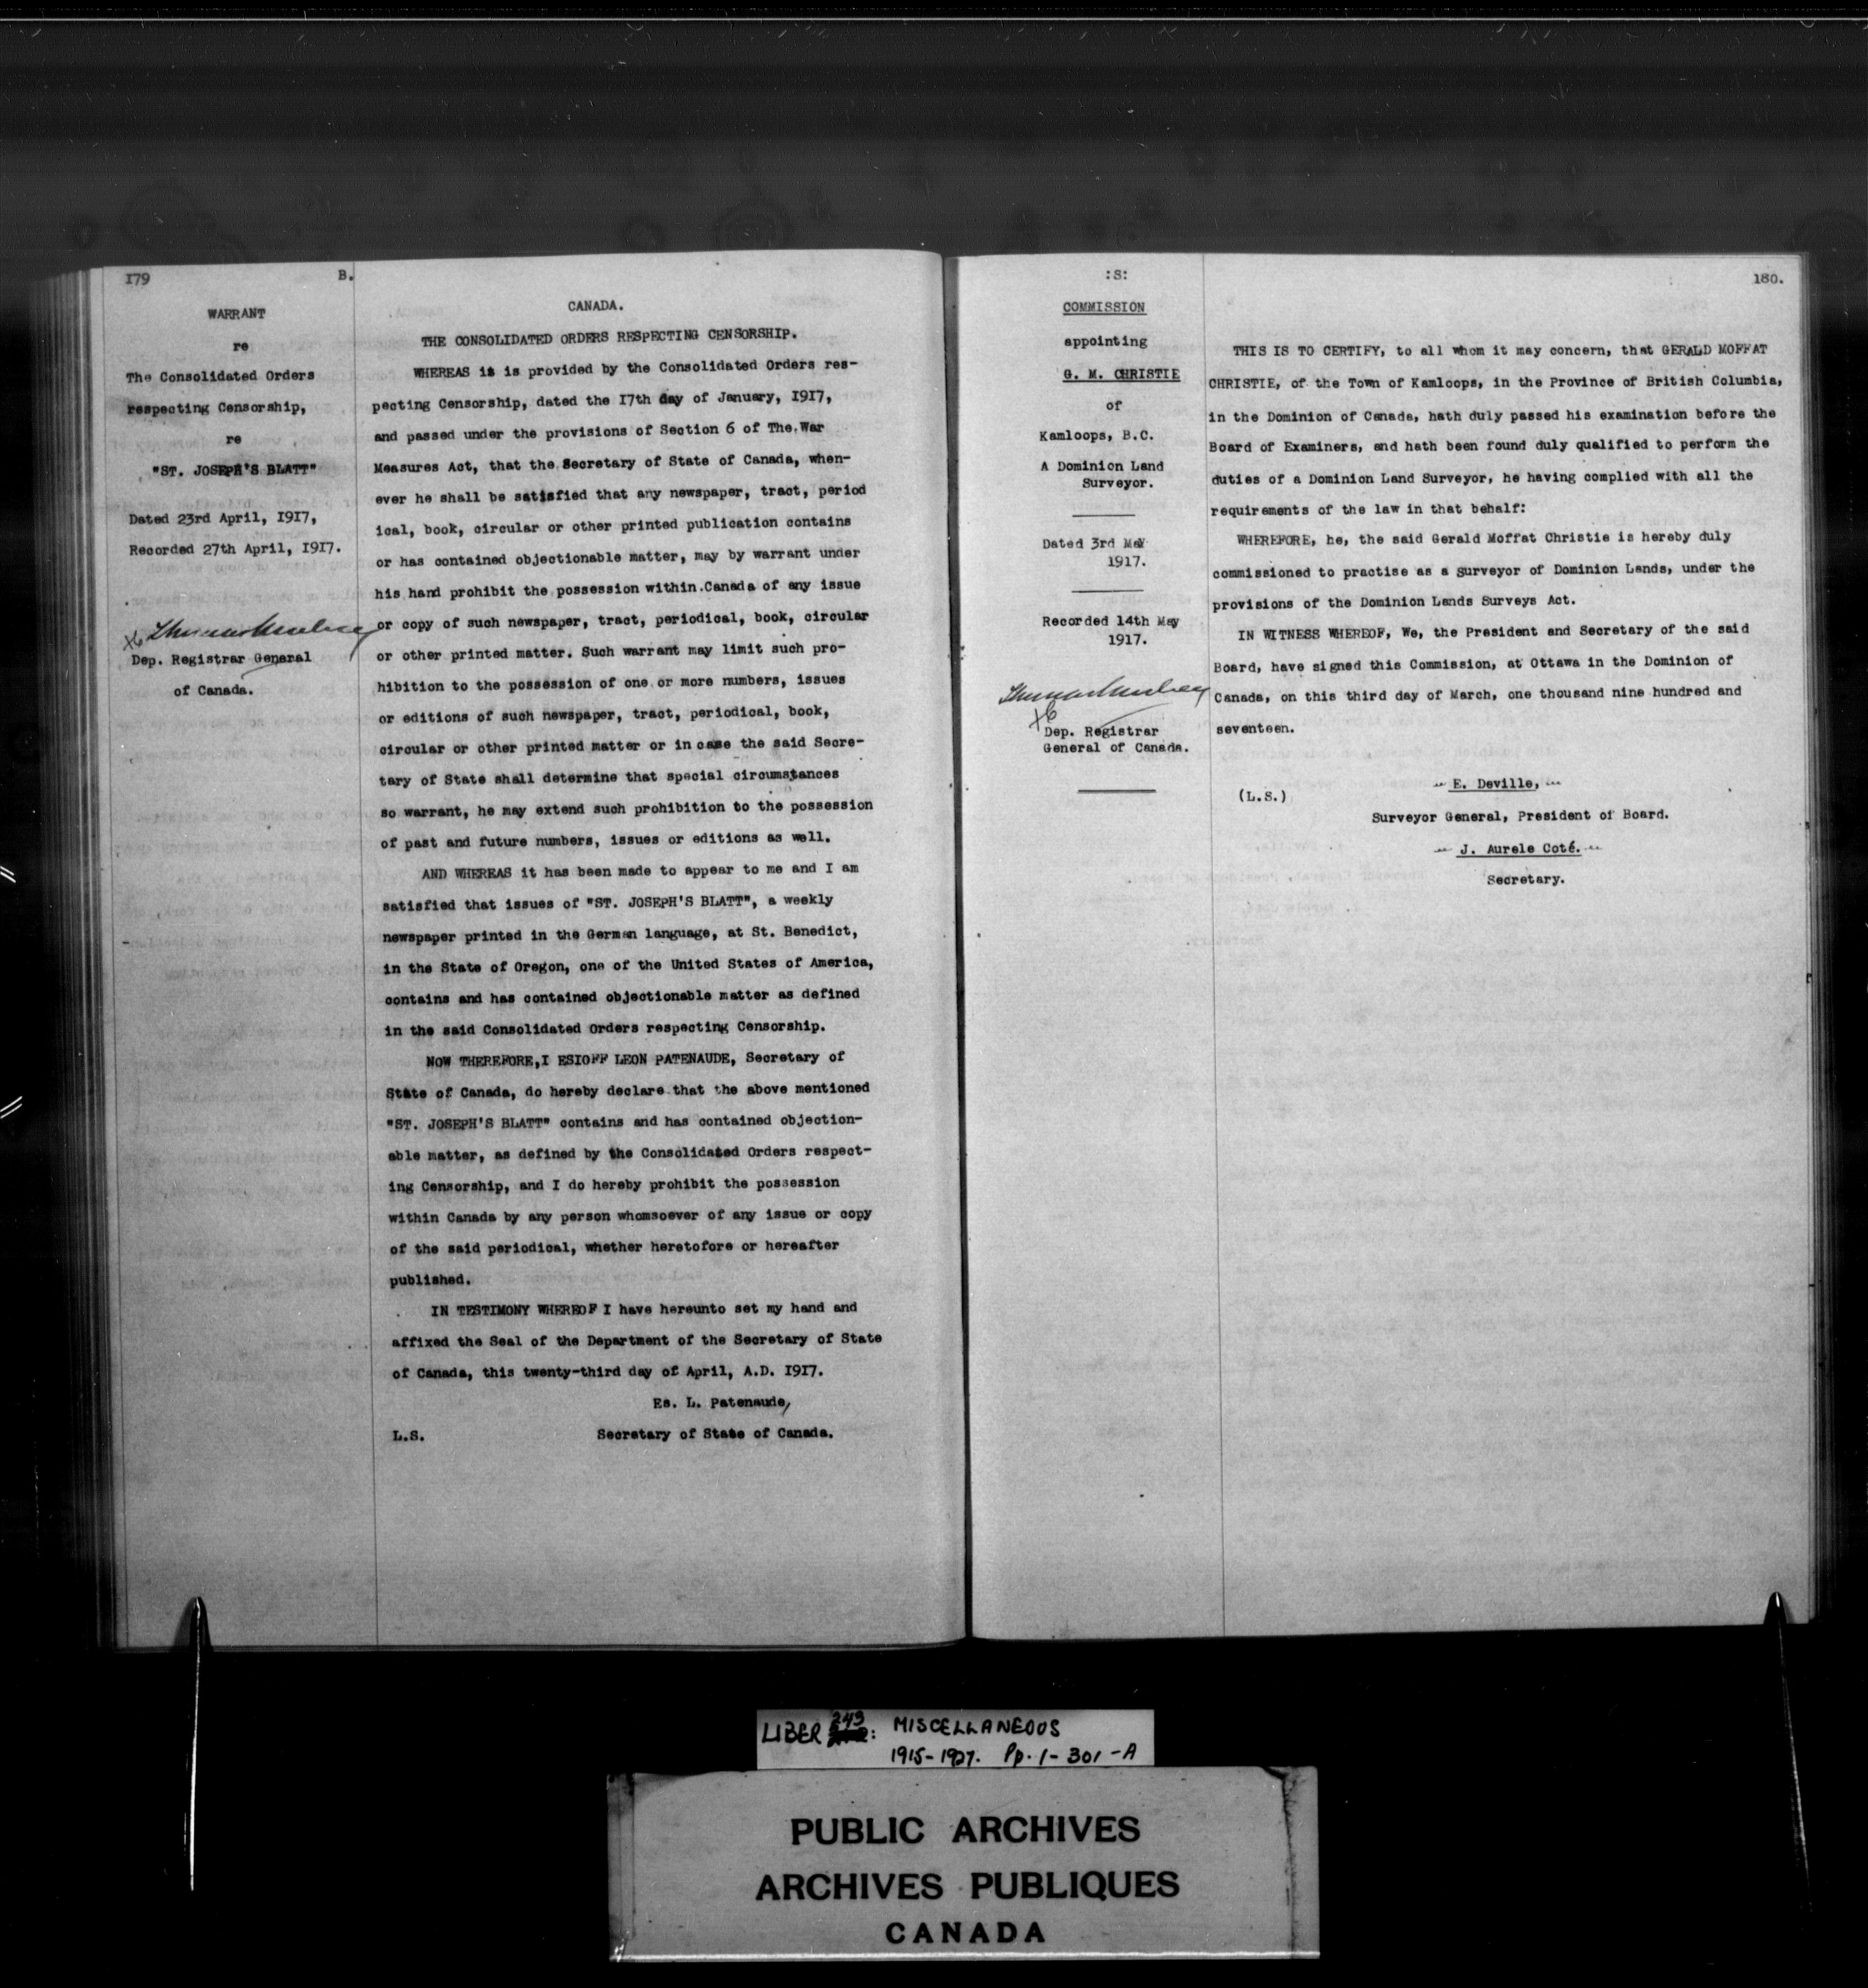 179 B.
WARRANT
re
The Consolidated Orders
respecting Censorship,
re
"ST. JOSEPH'S BLATT"
Dated 23rd April, 1917,
Recorded 27th April, 1917.
Dep. Registrar General
of Canada.
CANADA.
THE CONSOLIDATED ORDERS RESPECTING CENSORSHIP.
WHEREAS it is provided by the Consolidated Orders res-
pecting Censorship, dated the 17th day of January, 1917,
and passed under the provisions of Section 6 of The War
Measures Act, that the Secretary of State of Canada, when-
ever he shall be satisfied that any newspaper, tract, period
ical, book, circular or other printed publication contains
or has contained objectionable matter, may by warrant under
his hand prohibit the possession within Canada of any issue
or copy of such newspaper, tract, periodical, book, circular
or other printed matter. Such warrant may limit such pro-
hibition to the possession of one or more numbers, issues
or editions of such newspaper, tract, periodical, book,
circular or other printed matter or in case the said Secre-
tary of State shall determine that special circumstances
so warrant, he may extend such prohibition to the possession
of past and future numbers, issues or editions as well.
AND WHEREAS it has been made to appear to me and I am
satisfied that issues of "ST. JOSEPH'S BLATT", a weekly
newspaper printed in the German language, at St. Benedict,
in the State of Oregon, one of the United States of America,
contains and has contained objectionable matter as defined
in the said Consolidated Orders respecting Censorship.
NOW THEREFORE,I ESIOFF LEON PATENAUDE, Secretary of
State of Canada, do hereby declare that the above mentioned
"ST. JOSEPH'S BLATT" contains and has contained objection-
able matter, as defined by the Consolidated Orders respect-
ing Censorship, and I do hereby prohibit the possession
within Canada by any person whomsoever of any issue or copy
of the said periodical, whether heretofore or hereafter
published.
IN TESTIMONY WHEREOF I have hereunto set my hand and
affixed the Seal of the Department of the Secretary of State
of Canada, this twenty-third day of April, A.D. 1917.
Es. L. Patenaude,
L.S. Secretary of State of Canada.
:S:
COMMISSION
appointing
G. M. CHRISTIE
of
Kamloops, B.C.
A Dominion Land
Surveyor.
Dated 3rd May
1917.
Recorded 14th May
1917.
Dep. Registrar
General of Canada.
180.
THIS IS TO CERTIFY, to all whom it may concern, that GERALD MOFFAT
CHRISTIE, of the Town of Kamloops, in the Province of British Columbia,
in the Dominion of Canada, hath duly passed his examination before the
Board of Examiners, and hath been found duly qualified to perform the
duties of a Dominion Land Surveyor, he having complied with all the
requirements of the law in that behalf:
WHEREFORE, he, the said Gerald Moffat Christie is hereby duly
commissioned to practise as a surveyor of Dominion Lands, under the
provisions of the Dominion Lands Surveys Act.
IN WITNESS WHEREOF, We, the President and Secretary of the said
Board, have signed this Commission, at Ottawa in the Dominion of
Canada, on this third day of March, one thousand nine hundred and
seventeen.
E. Deville,
(L.S.)
Surveyor General, President of Board.
J. Aurele Coté.
Secretary.
LIBER 243: MISCELLANEOUS
1915-1927. Pp. 1-301-A
PUBLIC ARCHIVES
ARCHIVES PUBLIQUES
CANADA